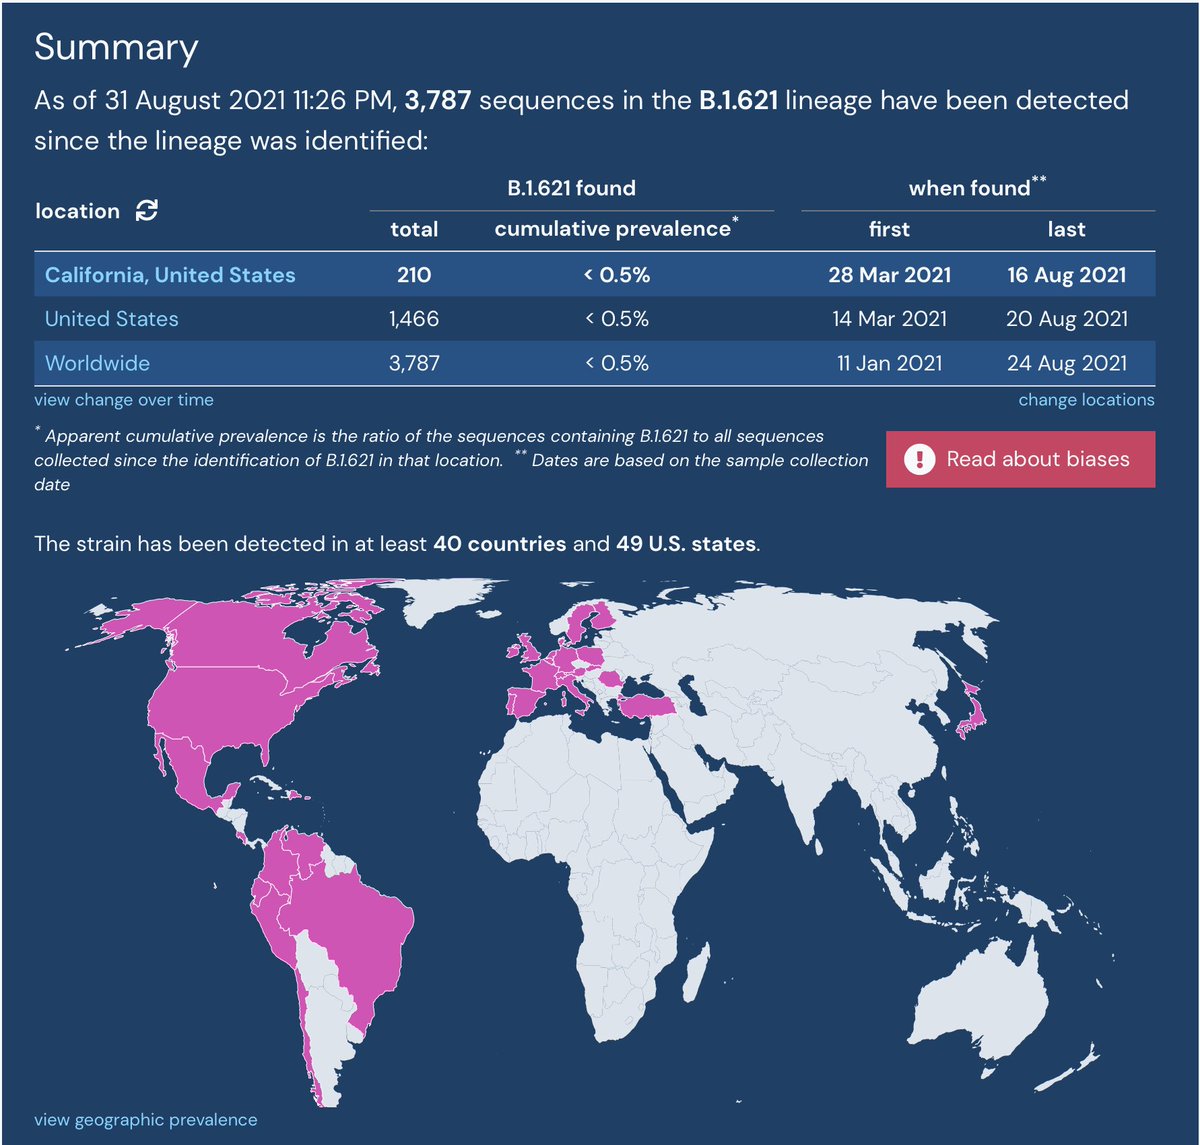 Summary
As of 31 August 2021 11:26 PM, 3,787 sequences in the B.1.621 lineage have been detected
since the lineage was identified:
location
B.1.621 found
when found**
total
cumulative prevalence*
first
last
California, United States 210 < 0.5% 28 Mar 2021 16 Aug 2021
United States 1,466 < 0.5% 14 Mar 2021 20 Aug 2021
Worldwide 3,787 < 0.5% 11 Jan 2021 24 Aug 2021
view change over time
change locations
* Apparent cumulative prevalence is the ratio of the sequences containing B.1.621 to all sequences
collected since the identification of B.1.621 in that location. ** Dates are based on the sample collection
date
! Read about biases
The strain has been detected in at least 40 countries and 49 U.S. states.
view geographic prevalence